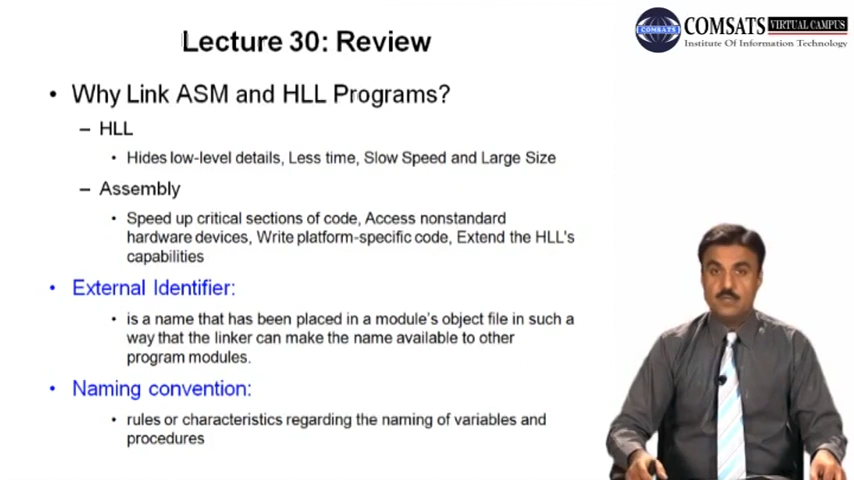 Lecture 30: Review
COMSATS VIRTUAL CAMPUS
COMSATS
Institute Of Information Technology
• Why Link ASM and HLL Programs?
– HLL
• Hides low-level details, Less time, Slow Speed and Large Size
– Assembly
• Speed up critical sections of code, Access nonstandard
hardware devices, Write platform-specific code, Extend the HLL's
capabilities
• External Identifier:
• is a name that has been placed in a module's object file in such a
way that the linker can make the name available to other
program modules.
• Naming convention:
• rules or characteristics regarding the naming of variables and
procedures